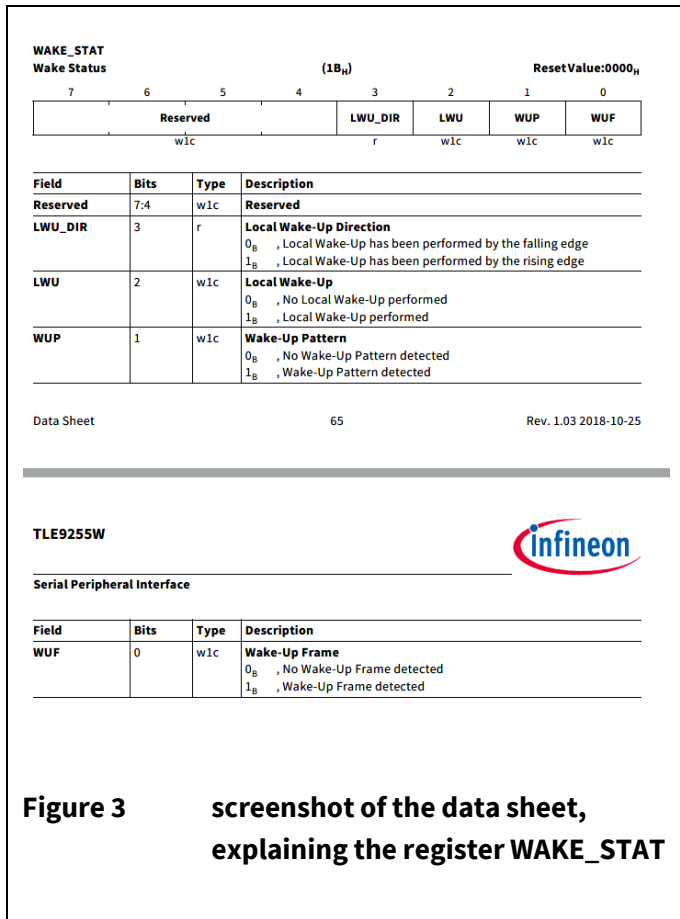 WAKE_STAT
Wake Status (1BH) ResetValue:0000H
7 6 5 4 3 2 1 0
Reserved LWU_DIR LWU WUP WUF
w1c r w1c w1c w1c
Field Bits Type Description
Reserved 7:4 w1c Reserved
LWU_DIR 3 r Local Wake-Up Direction
0B , Local Wake-Up has been performed by the falling edge
1B , Local Wake-Up has been performed by the rising edge
LWU 2 w1c Local Wake-Up
0B , No Local Wake-Up performed
1B , Local Wake-Up performed
WUP 1 w1c Wake-Up Pattern
0B , No Wake-Up Pattern detected
1B , Wake-Up Pattern detected
Data Sheet 65 Rev. 1.03 2018-10-25
TLE9255W infineon
Serial Peripheral Interface
Field Bits Type Description
WUF 0 w1c Wake-Up Frame
0B , No Wake-Up Frame detected
1B , Wake-Up Frame detected
Figure 3 screenshot of the data sheet,
explaining the register WAKE_STAT